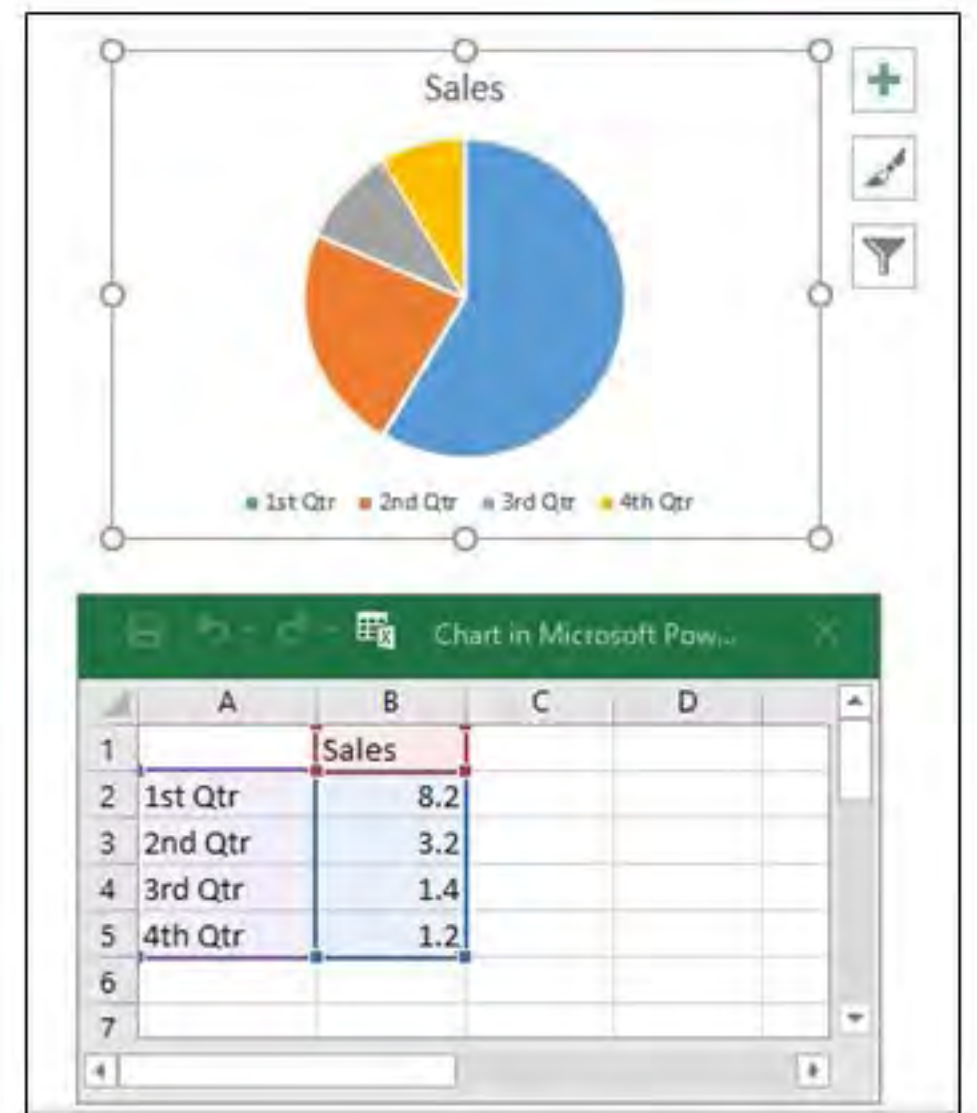 Sales
1st Qtr 2nd Qtr 3rd Qtr 4th Qtr
Chart in Microsoft Pow...
A B C D
1 Sales
2 1st Qtr 8.2
3 2nd Qtr 3.2
4 3rd Qtr 1.4
5 4th Qtr 1.2
6
7